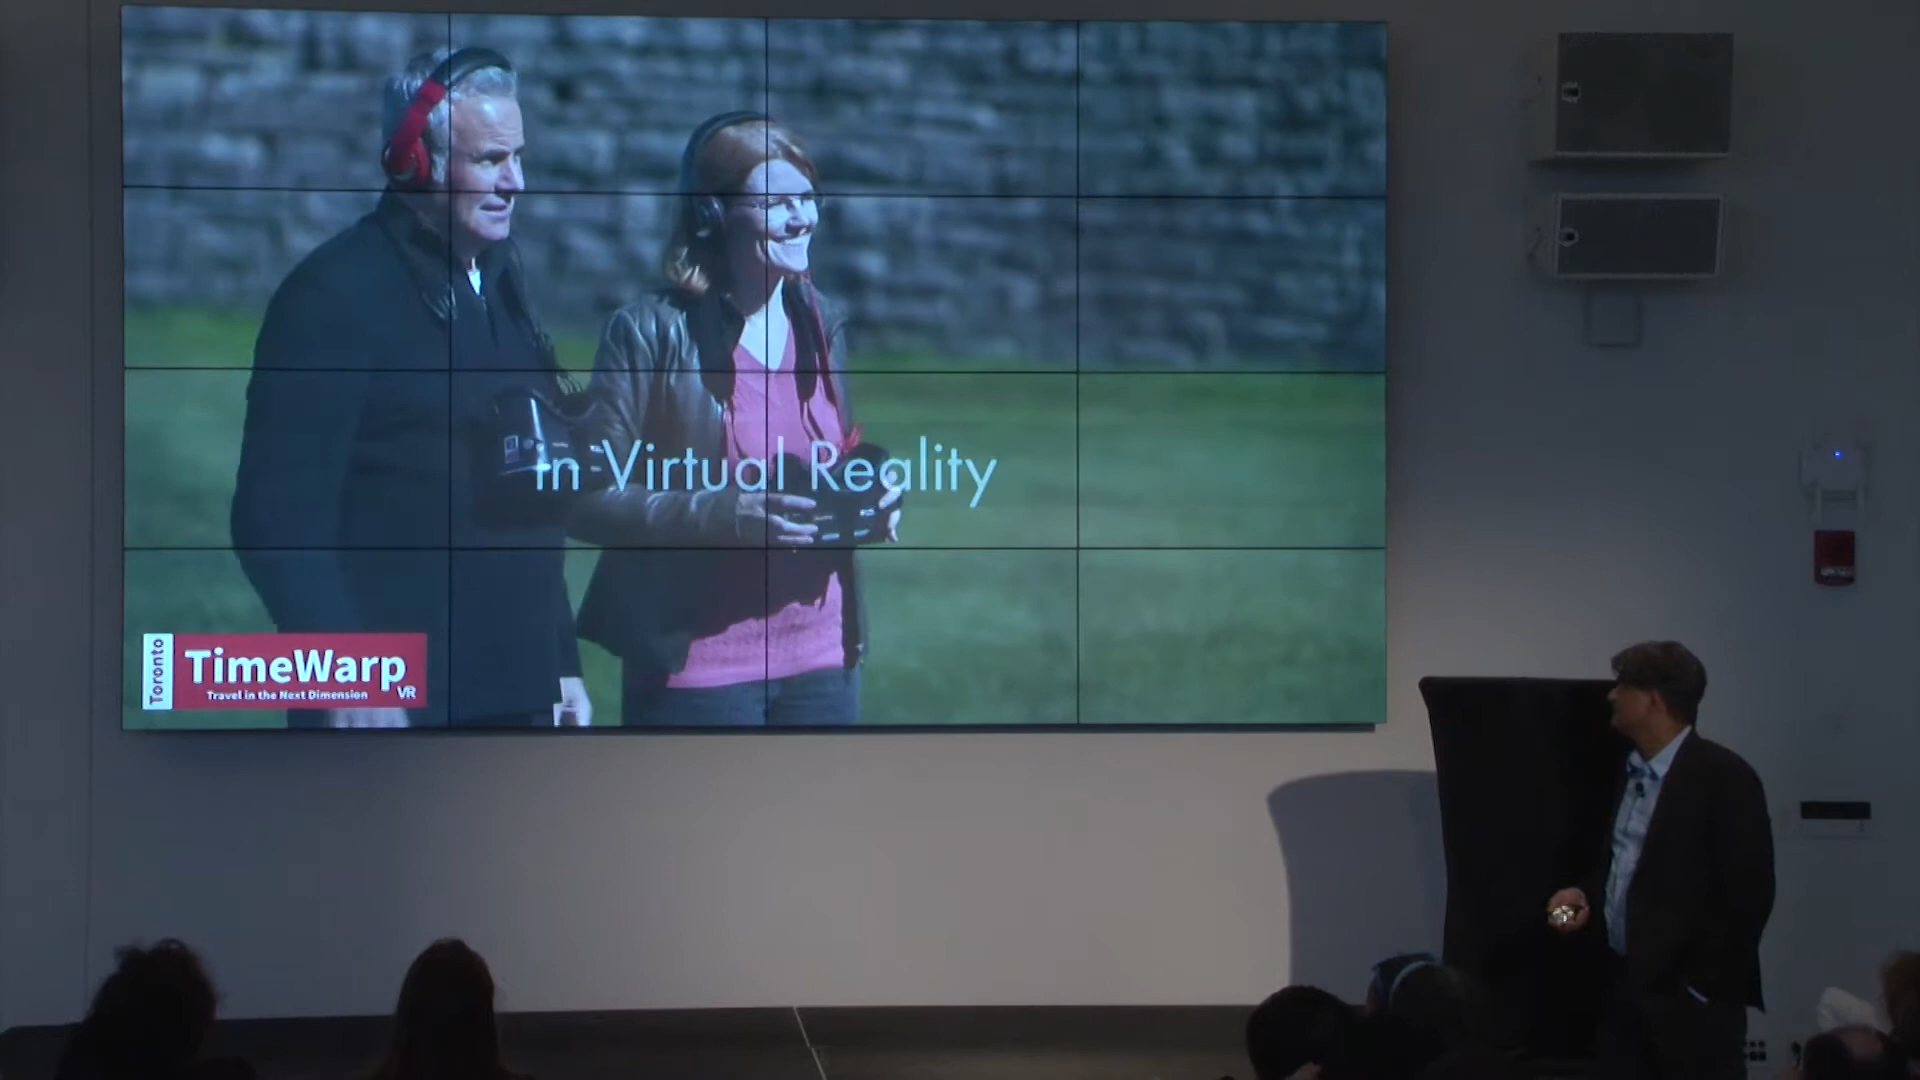 in Virtual Reality
Toronto
TimeWarp
VR
Travel in the Next Dimension